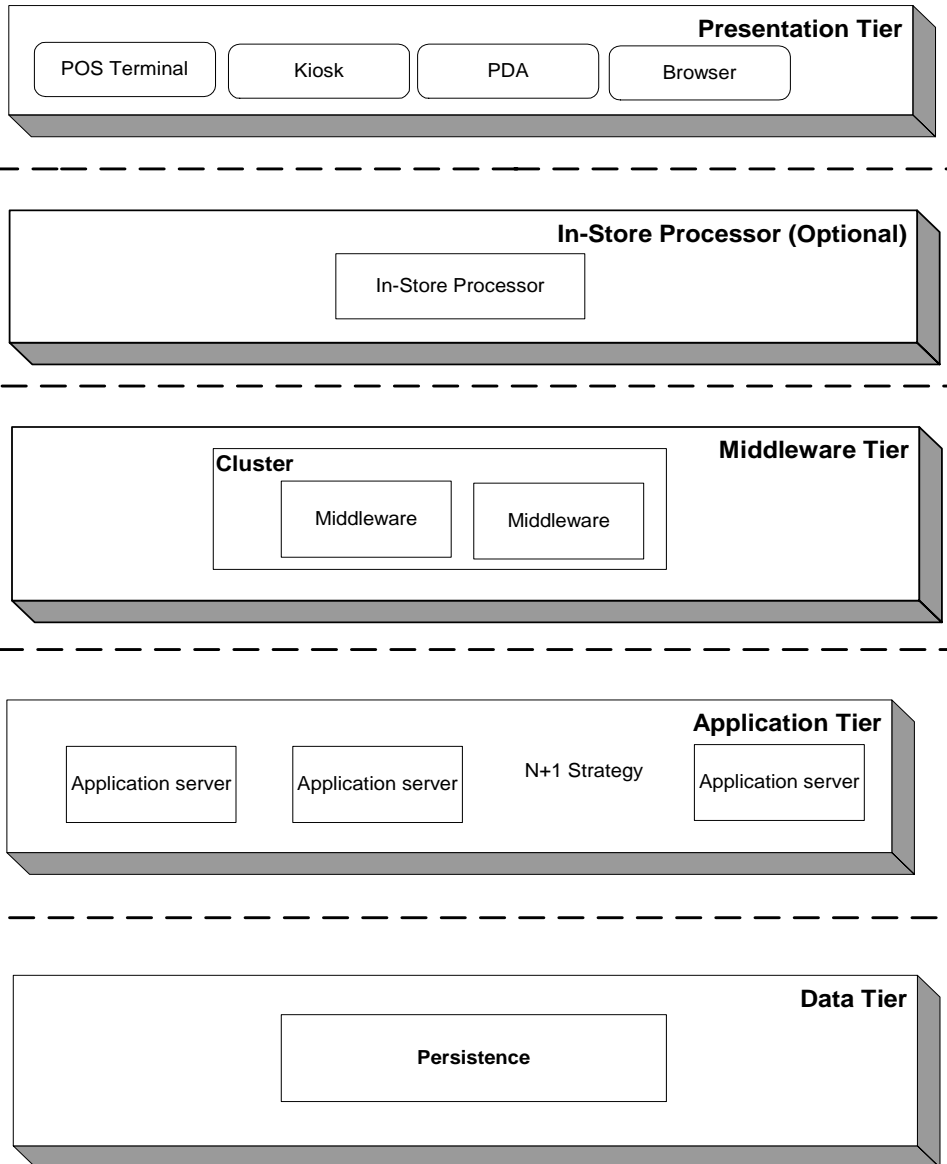 Presentation Tier
POS Terminal
Kiosk
PDA
Browser
In-Store Processor (Optional)
In-Store Processor
Middleware Tier
Cluster
Middleware
Middleware
Application Tier
Application server
Application server
N+1 Strategy
Application server
Data Tier
Persistence